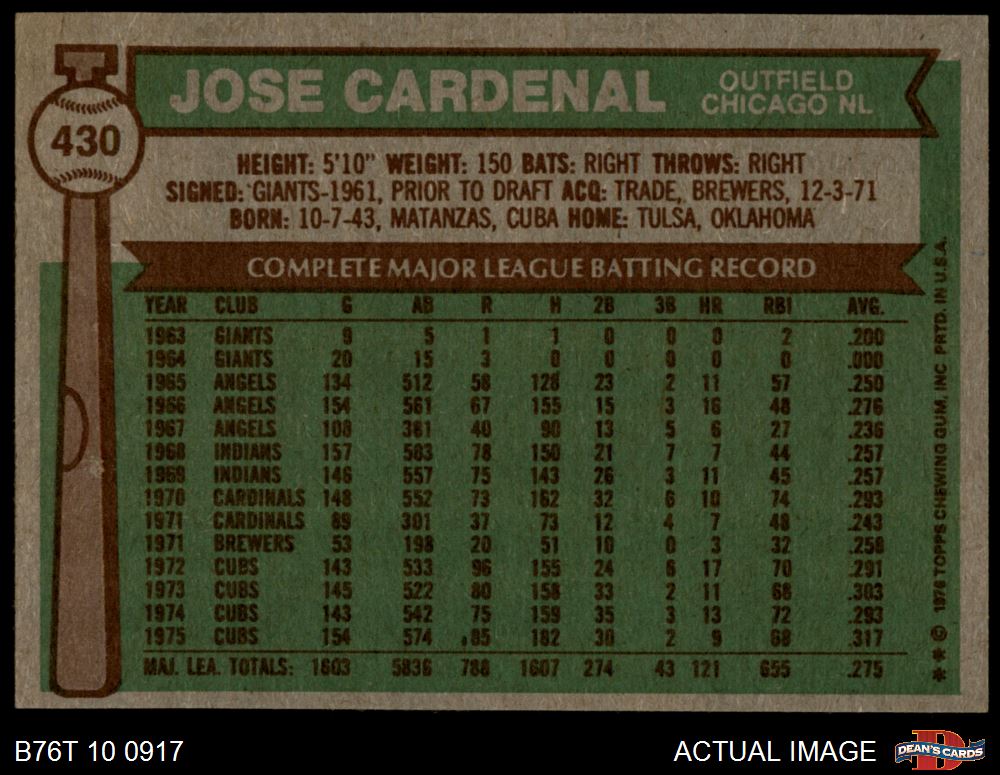 430
JOSE CARDENAL
OUTFIELD
CHICAGO NL
HEIGHT: 5'10" WEIGHT: 150 BATS: RIGHT THROWS: RIGHT
SIGNED: GIANTS-1961, PRIOR TO DRAFT ACQ: TRADE, BREWERS, 12-3-71
BORN: 10-7-43, MATANZAS, CUBA HOME: TULSA, OKLAHOMA
COMPLETE MAJOR LEAGUE BATTING RECORD
YEAR CLUB G AB R H 2B 3B HR RBI AVG.
1963 GIANTS 9 5 1 1 0 0 0 2 .200
1964 GIANTS 20 15 3 0 0 0 0 0 .000
1965 ANGELS 134 512 58 128 23 2 11 57 .250
1966 ANGELS 154 561 67 155 15 3 16 48 .276
1967 ANGELS 108 381 40 90 13 5 6 27 .236
1968 INDIANS 157 583 78 150 21 7 7 44 .257
1969 INDIANS 146 557 75 143 26 3 11 45 .257
1970 CARDINALS 148 552 73 162 32 6 10 74 .293
1971 CARDINALS 89 301 37 73 12 4 7 48 .243
1971 BREWERS 53 198 20 51 10 0 3 32 .258
1972 CUBS 143 533 96 155 24 6 17 70 .291
1973 CUBS 145 522 80 158 33 2 11 68 .303
1974 CUBS 143 542 75 159 35 3 13 72 .293
1975 CUBS 154 574 85 182 30 2 9 68 .317
MAJ. LEA. TOTALS: 1603 5836 788 1607 274 43 121 655 .275
** © 1976 TOPPS CHEWING GUM, INC PRTD. IN U.S.A.
B76T 10 0917
ACTUAL IMAGE
D
DEAN'S CARDS